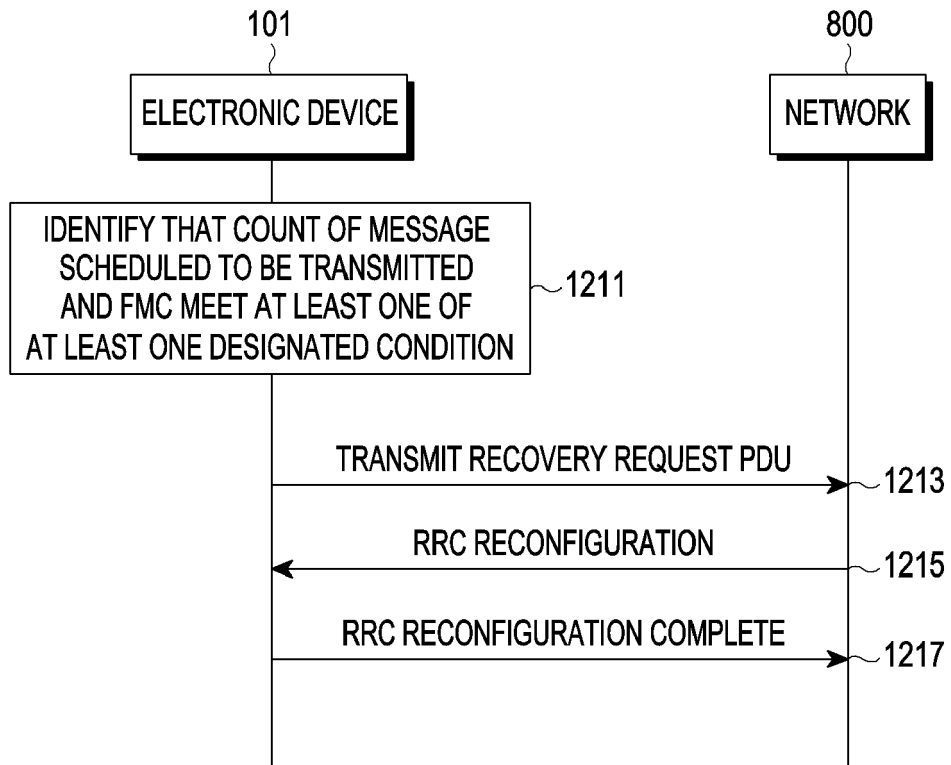 101
800
ELECTRONIC DEVICE
NETWORK
IDENTIFY THAT COUNT OF MESSAGE
SCHEDULED TO BE TRANSMITTED
AND FMC MEET AT LEAST ONE OF
AT LEAST ONE DESIGNATED CONDITION
1211
TRANSMIT RECOVERY REQUEST PDU
1213
RRC RECONFIGURATION
1215
RRC RECONFIGURATION COMPLETE
1217